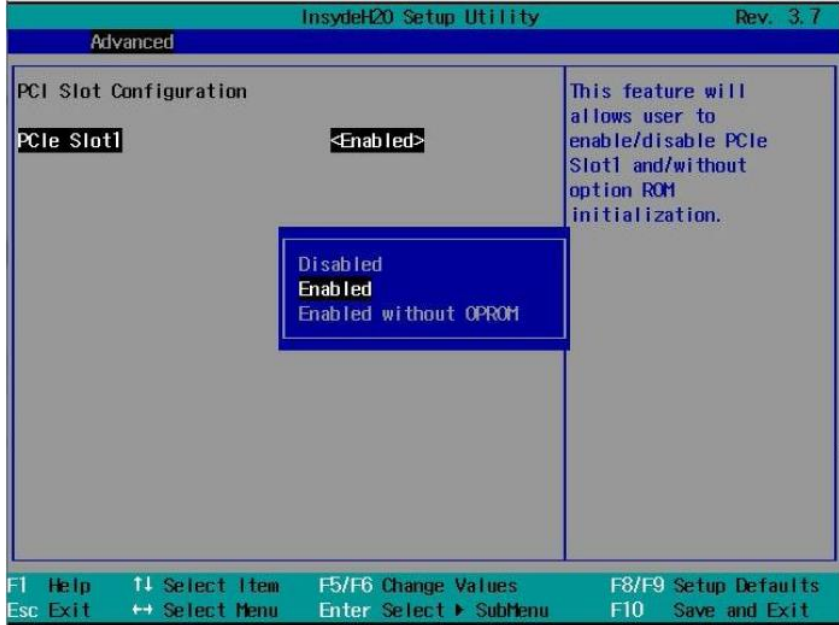 InsydeH20 Setup Utility Rev. 3.7
Advanced
PCI Slot Configuration
PCIe Slot1 <Enabled>
This feature will
allows user to
enable/disable PCIe
Slot1 and/without
option ROM
initialization.
Disabled
Enabled
Enabled without OPROM
F1 Help ↑↓ Select Item F5/F6 Change Values F8/F9 Setup Defaults
Esc Exit ↔ Select Menu Enter Select ▶ SubMenu F10 Save and Exit